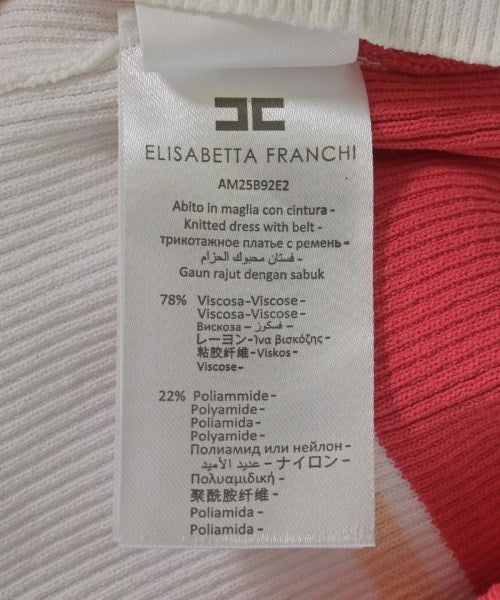 ELISABETTA FRANCHI
AM25B92E2
Abito in maglia con cintura -
Knitted dress with belt -
трикотажное платье с ремень -
فستان محبوك الحزام -
Gaun rajut dengan sabuk
78% Viscosa-Viscose-
Viscosa-Viscose-
Вискоза - فسكوز -
レーヨン-Ίνα βισκόζης-
粘胶纤维-Viskos-
Viscose-
22% Poliammide -
Polyamide -
Poliamida -
Polyamide -
Полиамид или нейлон -
عديد الأميد - ナイロン -
Πολυαμιδική -
聚酰胺纤维-
Poliamida -
Poliamida -